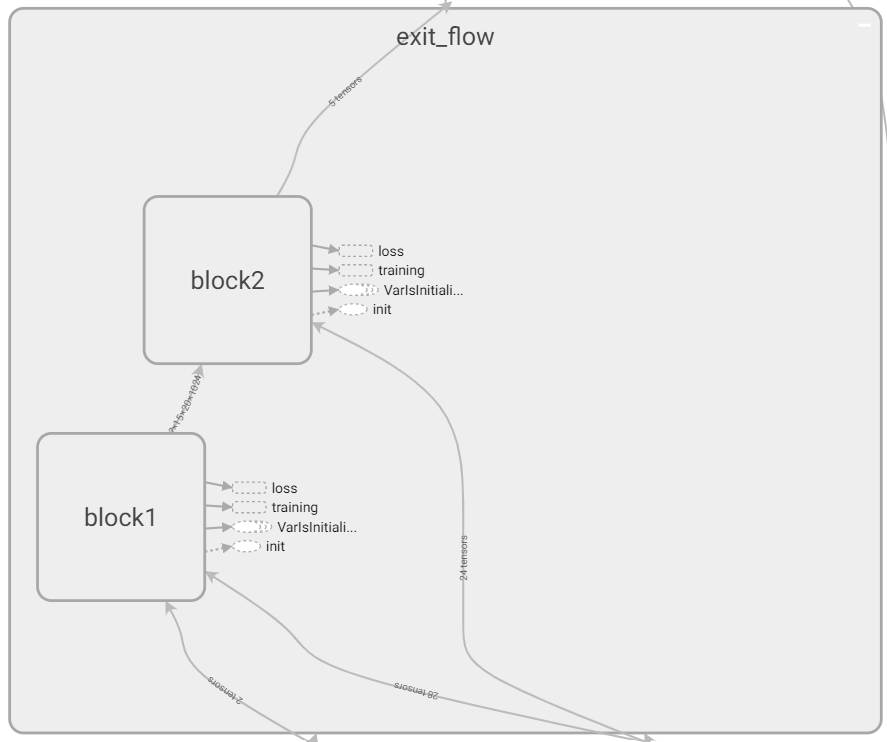 exit_flow
5 tensors
block2
loss
training
VarIsInitiali...
init
?×15×20×1024
block1
loss
training
VarIsInitiali...
init
24 tensors
28 tensors
2 tensors